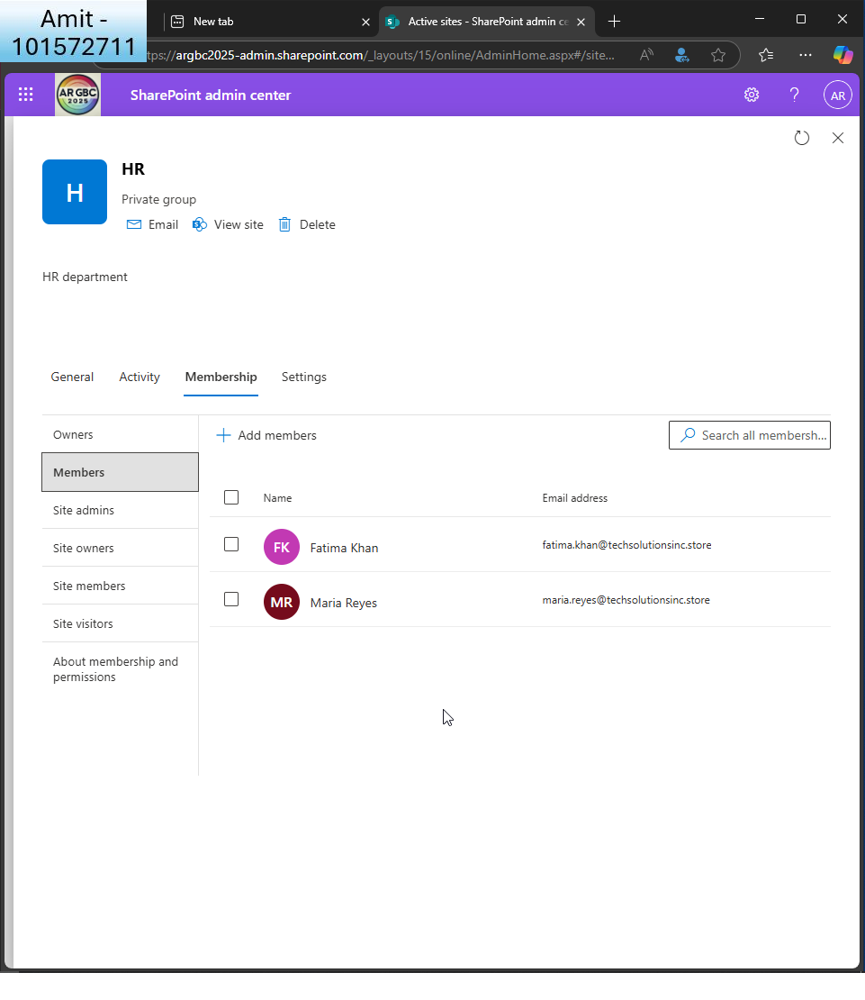 Amit -
101572711
New tab
Active sites - SharePoint admin ce
tps://argbc2025-admin.sharepoint.com/_layouts/15/online/AdminHome.aspx#/site...
AR GBC
2025
SharePoint admin center
?
AR
H
HR
Private group
Email
View site
Delete
HR department
General
Activity
Membership
Settings
Owners
Members
Site admins
Site owners
Site members
Site visitors
About membership and
permissions
Add members
Search all membersh...
Name
Email address
FK
Fatima Khan
fatima.khan@techsolutionsinc.store
MR
Maria Reyes
maria.reyes@techsolutionsinc.store